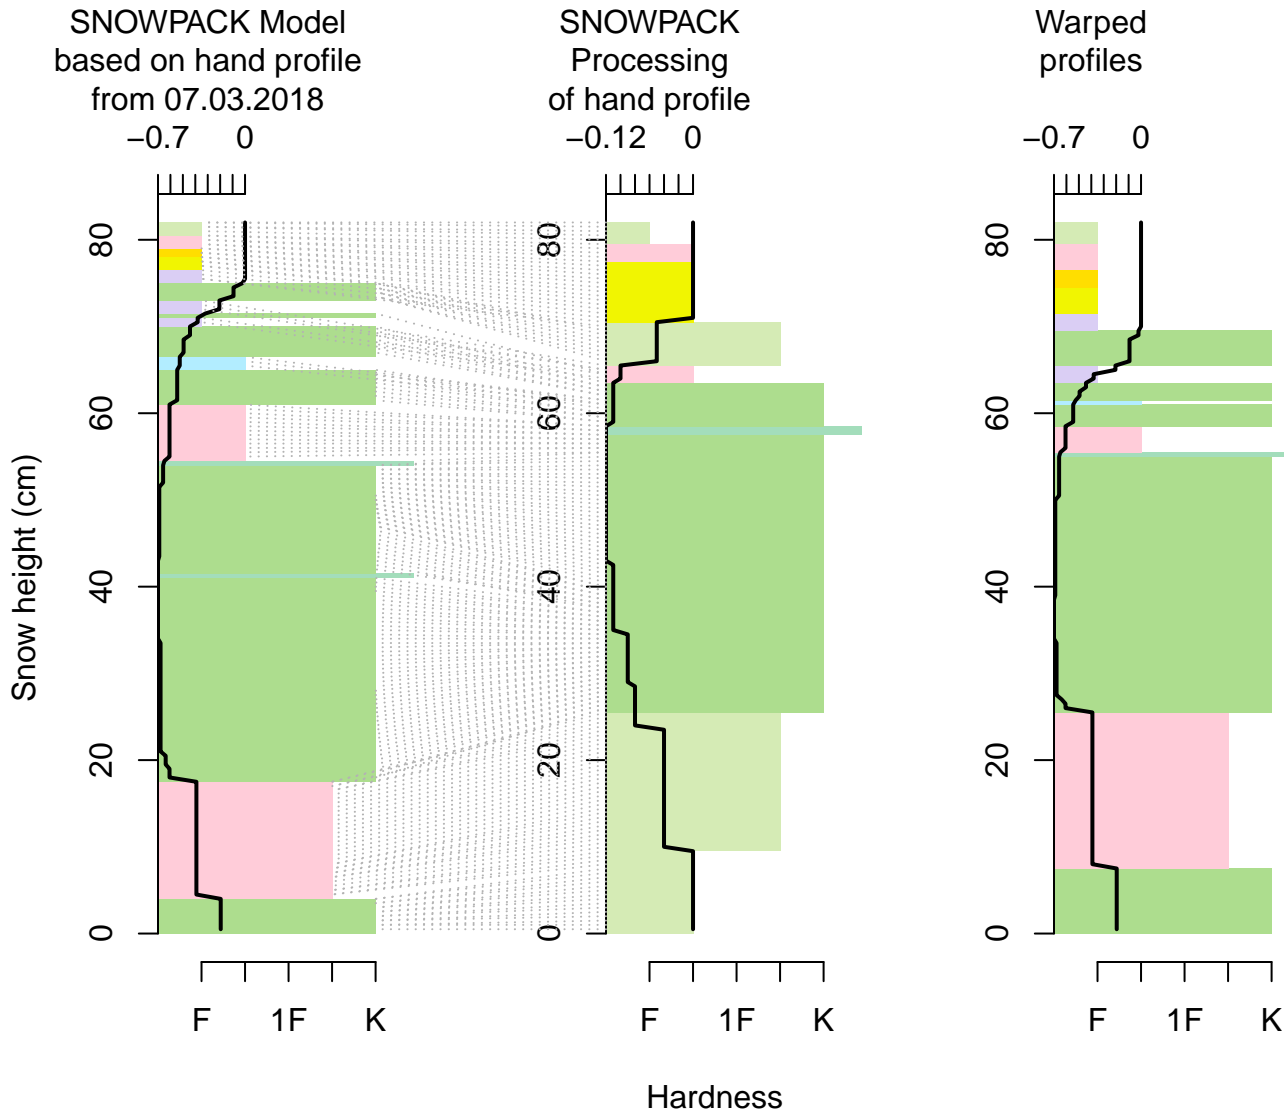 SNOWPACK Model
based on hand profile
from 07.03.2018
SNOWPACK
Processing
of hand profile
Warped
profiles
−0.7 0
−0.12 0
−0.7 0
Snow height (cm)
80
60
40
20
0
80
60
40
20
0
80
60
40
20
0
F 1F K
F 1F K
F 1F K
Hardness